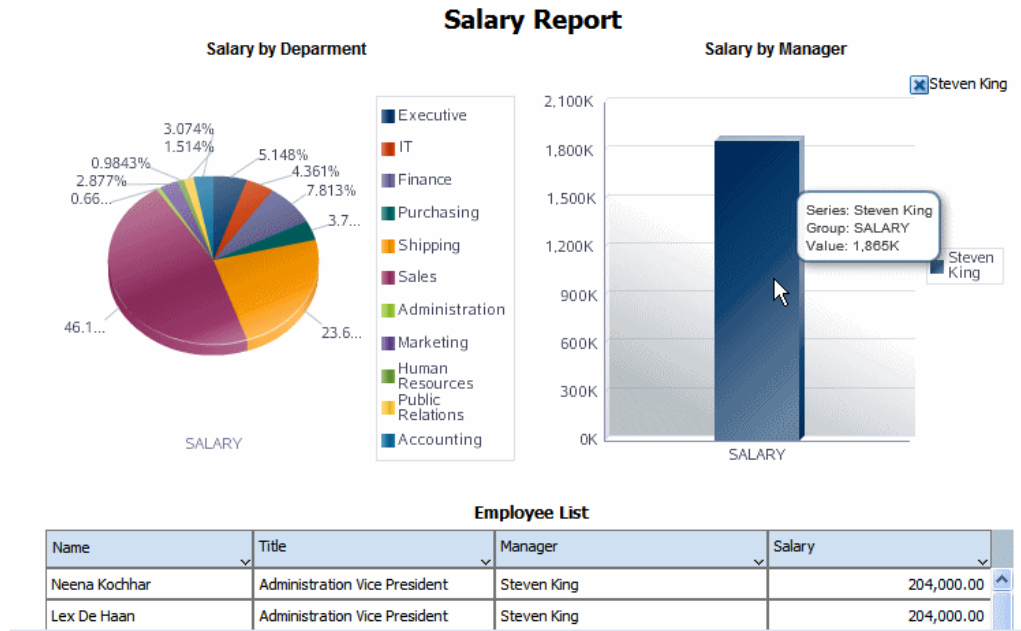 Salary Report
Salary by Deparment
Salary by Manager
Steven King
3.074%
1.514%
0.9843%
2.877%
0.66...
5.148%
4.361%
7.813%
3.7...
46.1...
23.6...
SALARY
Executive
IT
Finance
Purchasing
Shipping
Sales
Administration
Marketing
Human
Resources
Public
Relations
Accounting
2,100K
1,800K
1,500K
1,200K
900K
600K
300K
0K
SALARY
Series: Steven King
Group: SALARY
Value: 1,865K
Steven
King
Employee List
Name Title Manager Salary
Neena Kochhar Administration Vice President Steven King 204,000.00
Lex De Haan Administration Vice President Steven King 204,000.00